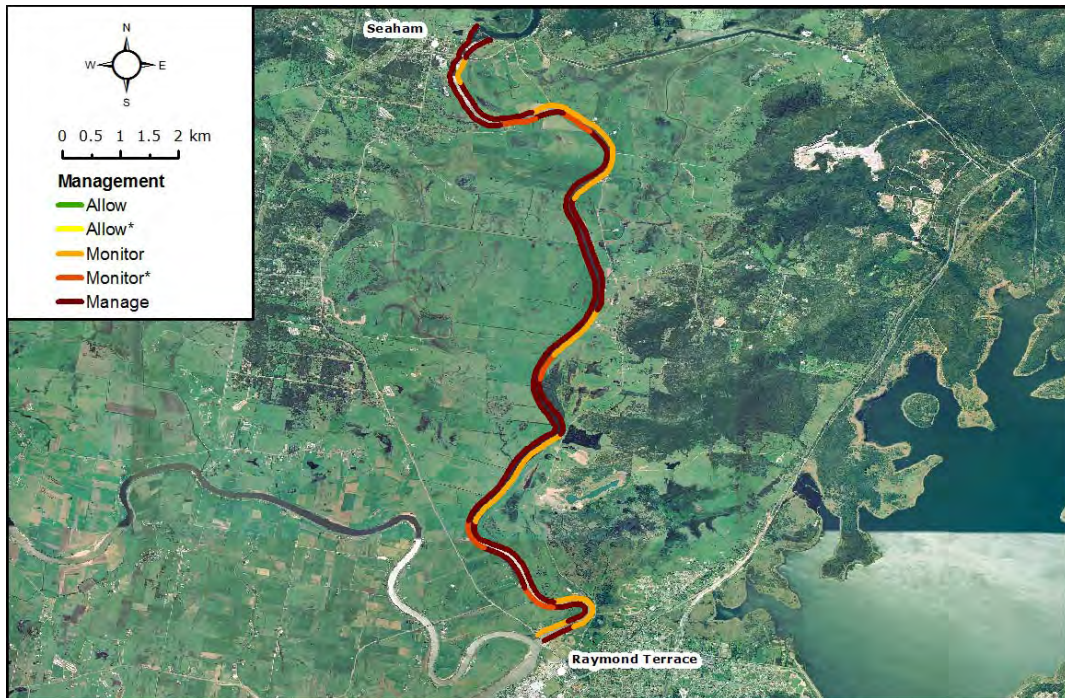 Seaham
N
W E
S
0 0.5 1 1.5 2 km
Management
Allow
Allow*
Monitor
Monitor*
Manage
Raymond Terrace